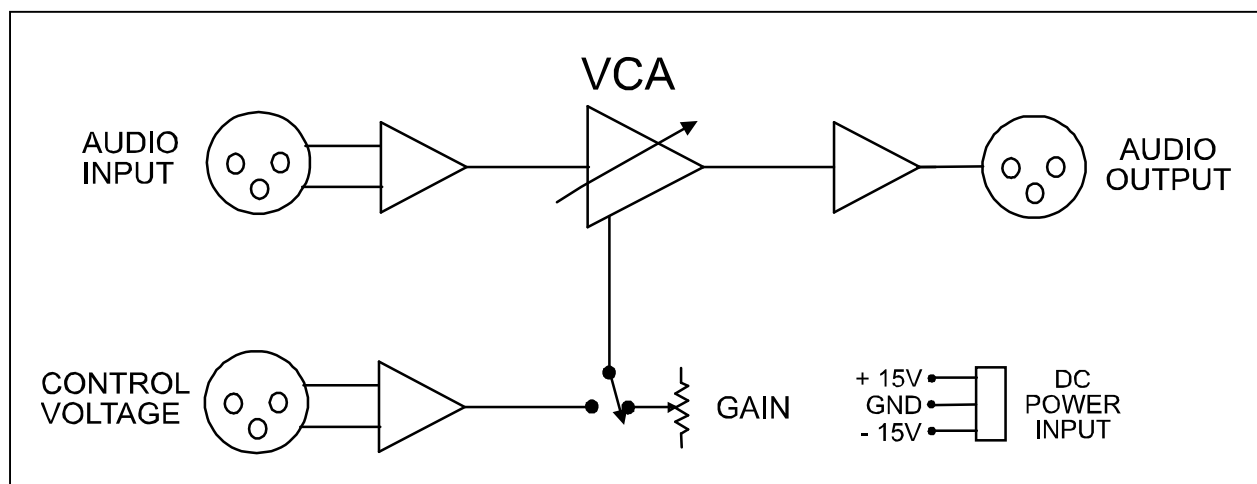 VCA
AUDIO
INPUT
AUDIO
OUTPUT
CONTROL
VOLTAGE
GAIN
+ 15V
GND
- 15V
DC
POWER
INPUT